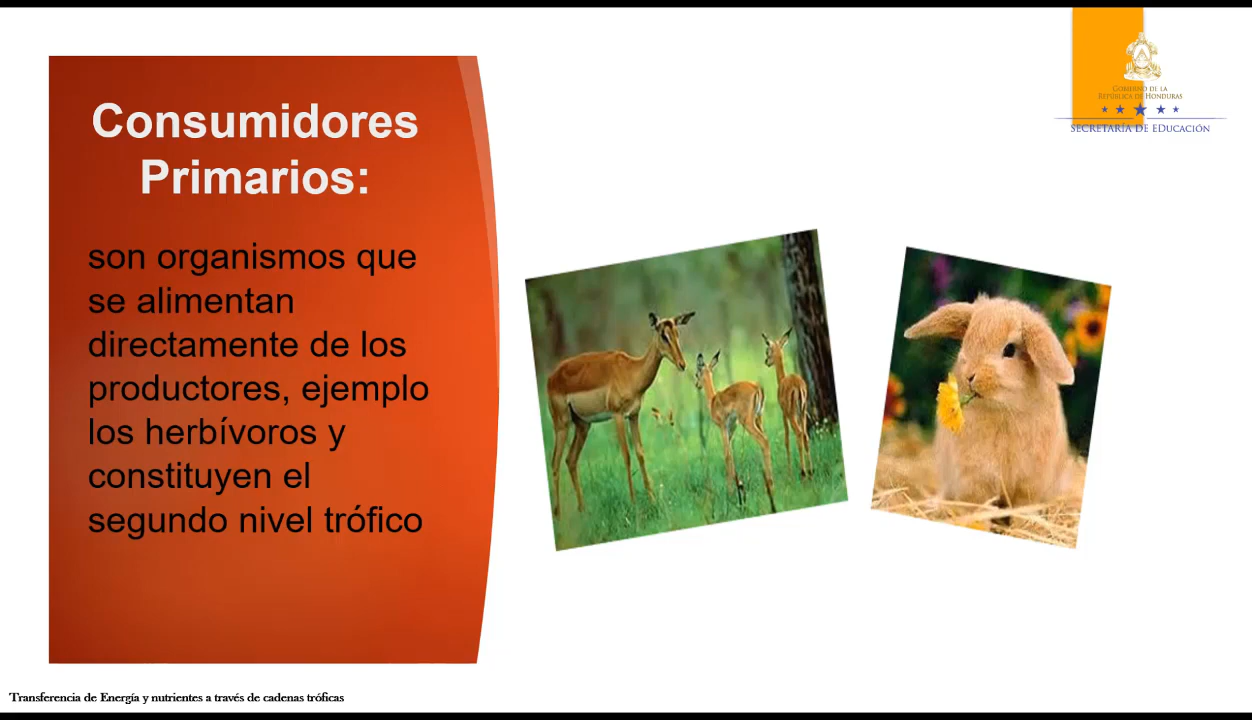 Consumidores
Primarios:
son organismos que
se alimentan
directamente de los
productores, ejemplo
los herbívoros y
constituyen el
segundo nivel trófico
GOBIERNO DE LA
REPÚBLICA DE HONDURAS
SECRETARÍA DE EDUCACIÓN
Transferencia de Energía y nutrientes a través de cadenas tróficas